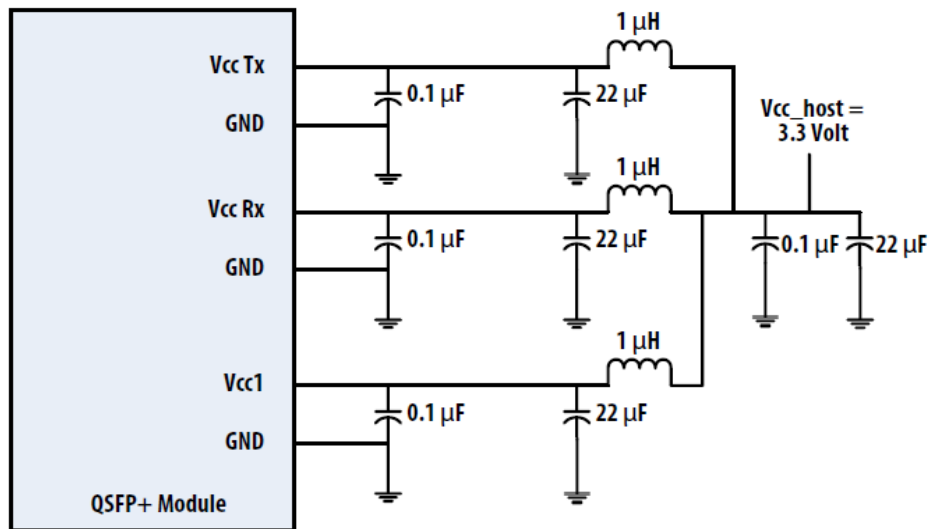 1 μH
Vcc Tx
0.1 μF
22 μF
GND
Vcc_host =
3.3 Volt
1 μH
Vcc Rx
0.1 μF
22 μF
0.1 μF
22 μF
GND
1 μH
Vcc1
0.1 μF
22 μF
GND
QSFP+ Module